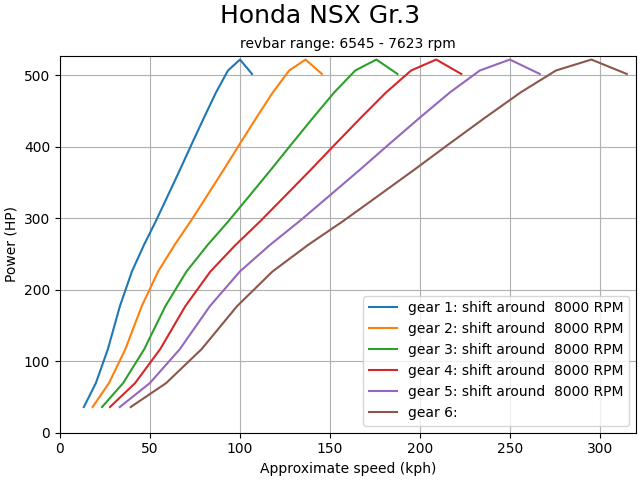 Honda NSX Gr.3
revbar range: 6545 - 7623 rpm
500
400
300
200
100
0
Power (HP)
gear 1: shift around  8000 RPM
gear 2: shift around  8000 RPM
gear 3: shift around  8000 RPM
gear 4: shift around  8000 RPM
gear 5: shift around  8000 RPM
gear 6:
0 50 100 150 200 250 300
Approximate speed (kph)